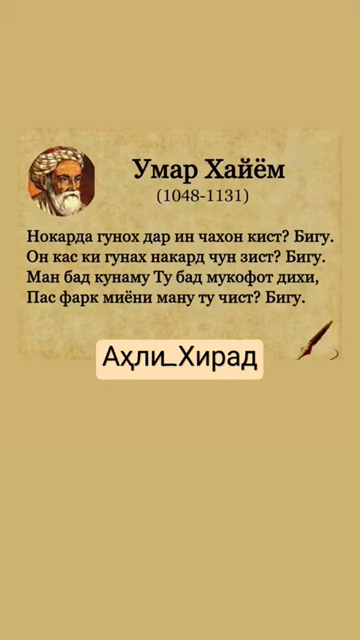 Умар Хайём
(1048-1131)
Нокарда гунох дар ин чахон кист? Бигу.
Он кас ки гунах накард чун зист? Бигу.
Ман бад кунаму Ту бад мукофот дихи,
Пас фарк миёни ману ту чист? Бигу.
Аҳли_Хирад